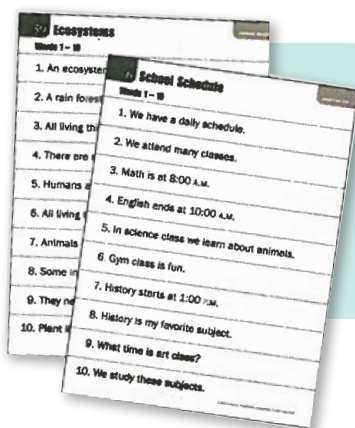 Ecosystems
Words 1 – 10
1. An ecosyster
2. A rain forest
3. All living thi
4. There are
5. Humans a
6. All living
7. Animals
8. Some in
9. They ne
10. Plant li
School Schedule
Words 1 – 10
1. We have a daily schedule.
2. We attend many classes.
3. Math is at 8:00 A.M.
4. English ends at 10:00 A.M.
5. In science class we learn about animals.
6. Gym class is fun.
7. History starts at 1:00 P.M.
8. History is my favorite subject.
9. What time is art class?
10. We study these subjects.